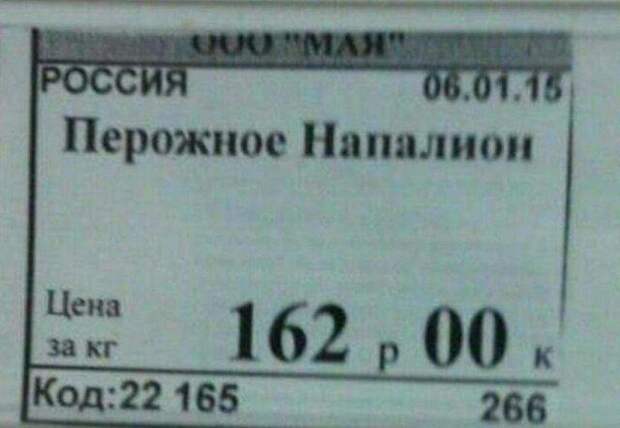 ООО "МАЯ"
РОССИЯ 06.01.15
Перожное Напалион
Цена
за кг 162 р 00 к
Код:22 165 266